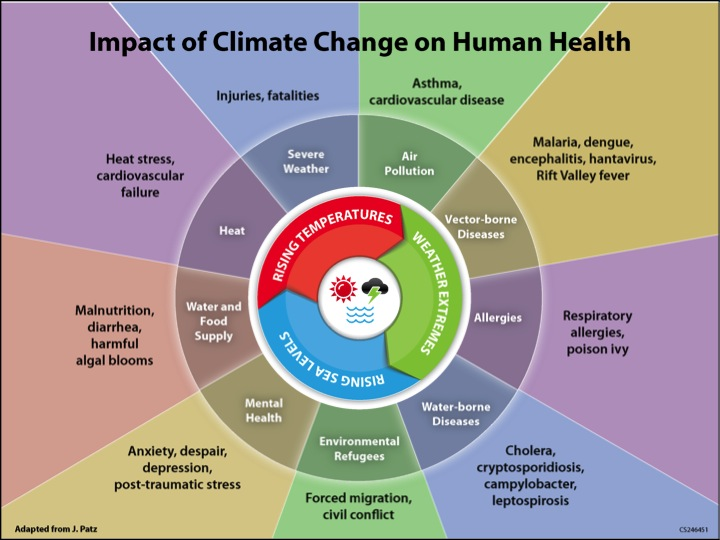 Impact of Climate Change on Human Health
Injuries, fatalities
Asthma,
cardiovascular disease
Heat stress,
cardiovascular
failure
Malaria, dengue,
encephalitis, hantavirus,
Rift Valley fever
Severe
Weather
Air
Pollution
Heat
Vector-borne
Diseases
RISING TEMPERATURES
WEATHER EXTREMES
RISING SEA LEVELS
Malnutrition,
diarrhea,
harmful
algal blooms
Water and
Food
Supply
Allergies
Respiratory
allergies,
poison ivy
Mental
Health
Environmental
Refugees
Water-borne
Diseases
Anxiety, despair,
depression,
post-traumatic stress
Forced migration,
civil conflict
Cholera,
cryptosporidiosis,
campylobacter,
leptospirosis
Adapted from J. Patz
CS246451